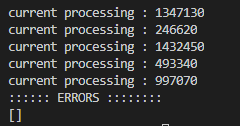 current processing : 1347130
current processing : 246620
current processing : 1432450
current processing : 493340
current processing : 997070
:::::: ERRORS ::::::::
[]